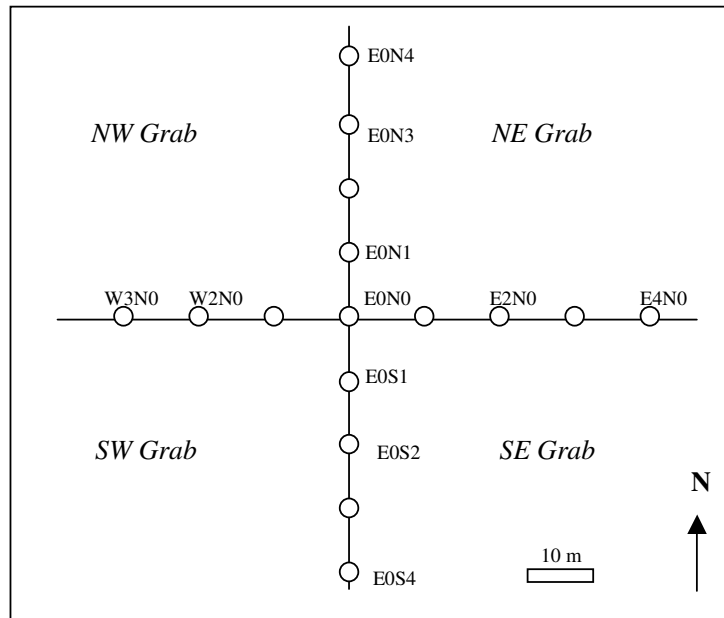 E0N4
NW Grab
E0N3
NE Grab
E0N1
W3N0
W2N0
E0N0
E2N0
E4N0
E0S1
SW Grab
E0S2
SE Grab
N
10 m
E0S4